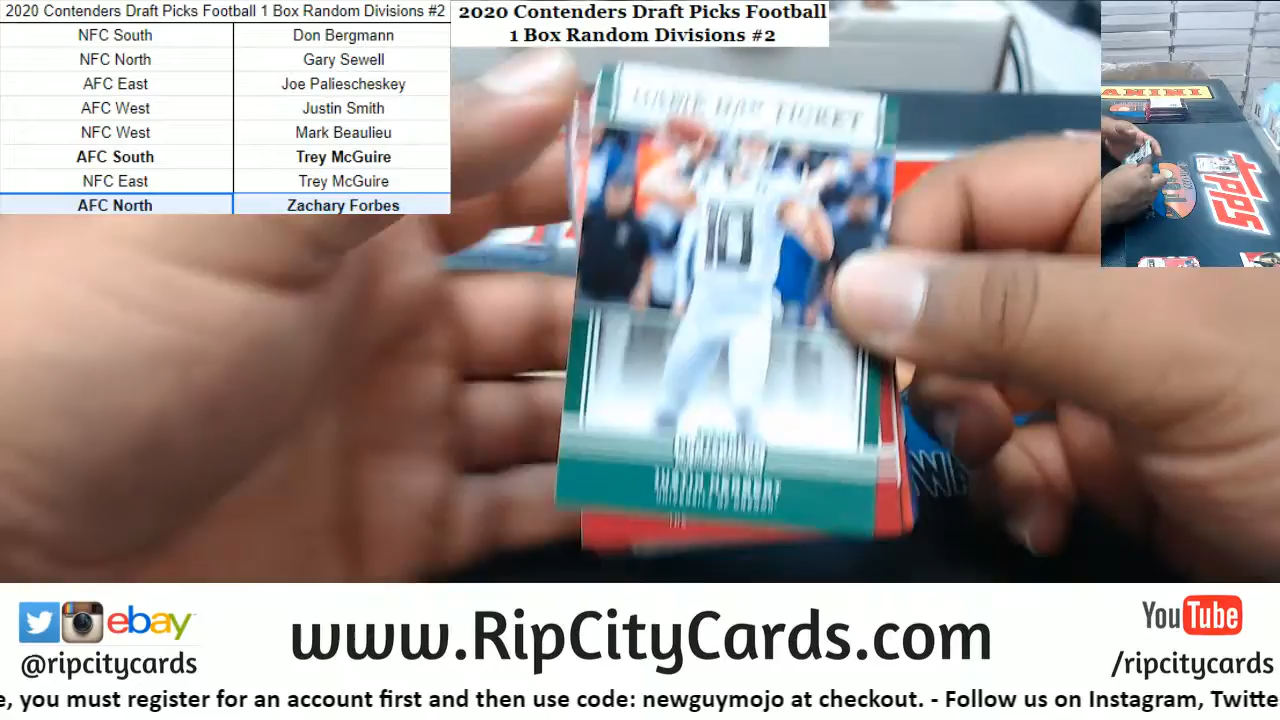 2020 Contenders Draft Picks Football 1 Box Random Divisions #2
NFC South Don Bergmann
NFC North Gary Sewell
AFC East Joe Paliescheskey
AFC West Justin Smith
NFC West Mark Beaulieu
AFC South Trey McGuire
NFC East Trey McGuire
AFC North Zachary Forbes
2020 Contenders Draft Picks Football
1 Box Random Divisions #2
PANINI
topps
GAME DAY TICKET
10
ebay
@ripcitycards
www.RipCityCards.com
YouTube
/ripcitycards
e, you must register for an account first and then use code: newguymojo at checkout. - Follow us on Instagram, Twitte